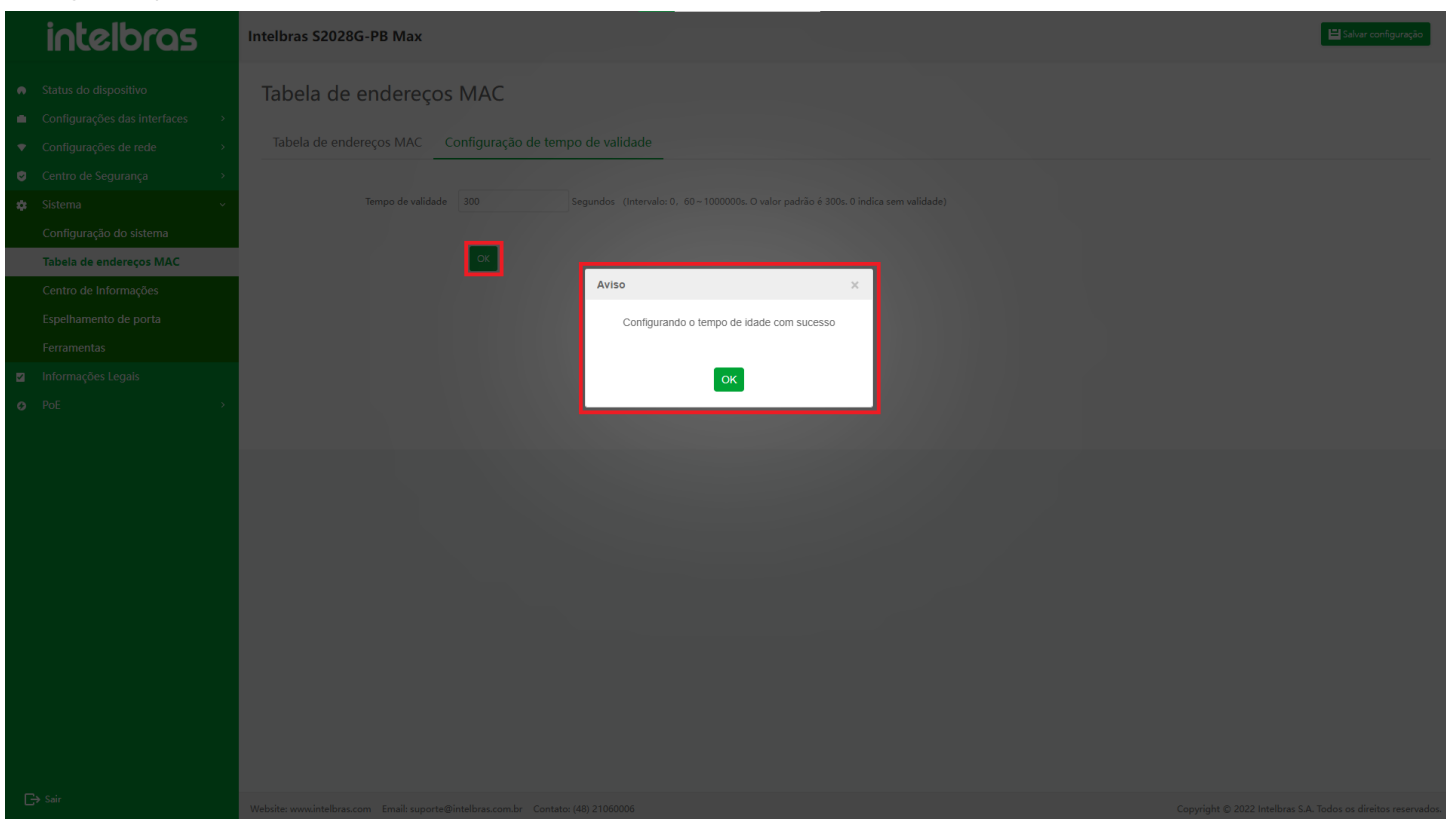 intelbras
Intelbras S2028G-PB Max
Salvar configuração
Status do dispositivo
Configurações das interfaces
Configurações de rede
Centro de Segurança
Sistema
Configuração do sistema
Tabela de endereços MAC
Centro de Informações
Espelhamento de porta
Ferramentas
Informações Legais
PoE
Sair
Tabela de endereços MAC
Tabela de endereços MAC Configuração de tempo de validade
Tempo de validade 300 Segundos (Intervalo: 0, 60~1000000s. O valor padrão é 300s. 0 indica sem validade)
OK
Aviso ×
Configurando o tempo de idade com sucesso
OK
Website: www.intelbras.com Email: suporte@intelbras.com.br Contato: (48) 21060006
Copyright © 2022 Intelbras S.A. Todos os direitos reservados.